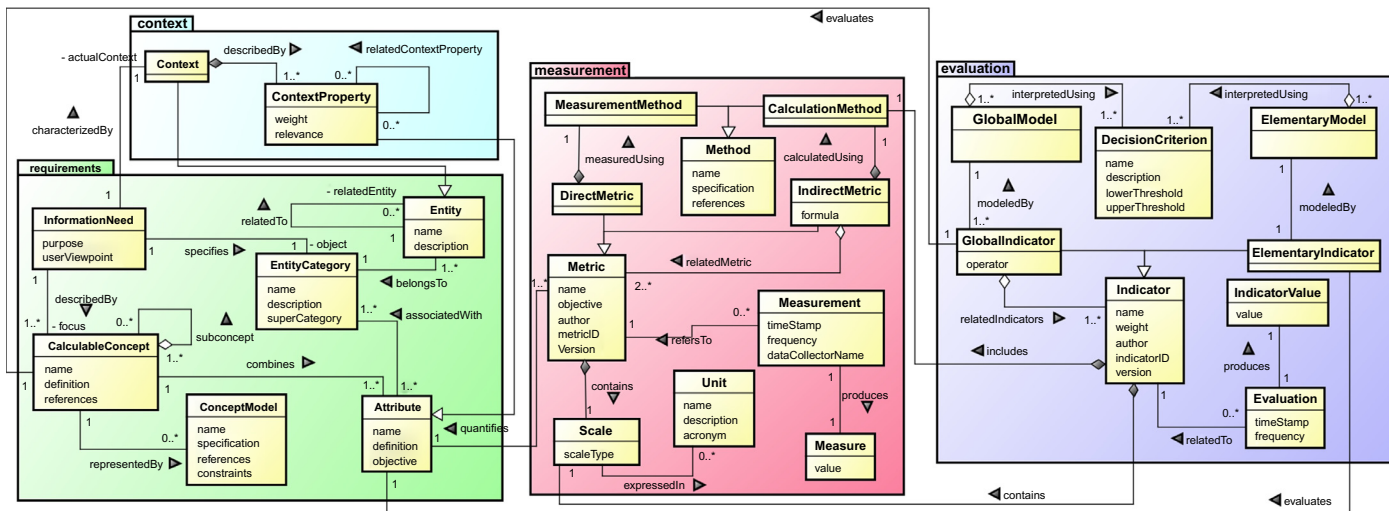 evaluates
context
- actualContext
Context
describedBy
relatedContextProperty
1
1..*
0..*
ContextProperty
weight
relevance
0..*
characterizedBy
requirements
- relatedEntity
0..*
relatedTo
1
Entity
name
description
1
InformationNeed
purpose
userViewpoint
1
specifies
1
- object
1
1..*
belongsTo
EntityCategory
name
description
superCategory
1
describedBy
1..*
- focus
0..*
1..*
subconcept
1..*
associatedWith
CalculableConcept
name
definition
references
combines
1
1
1
1..*
1..*
ConceptModel
name
specification
references
constraints
0..*
representedBy
Attribute
name
definition
objective
quantifies
1
1
measurement
MeasurementMethod
CalculationMethod
1
1
1
measuredUsing
calculatedUsing
Method
name
specification
references
DirectMetric
IndirectMetric
formula
Metric
name
objective
author
metricID
Version
1..*
relatedMetric
2..*
1
refersTo
0..*
Measurement
timeStamp
frequency
dataCollectorName
contains
1
Scale
scaleType
1
Unit
name
description
acronym
0..*
expressedIn
1
produces
1
Measure
value
evaluation
1..*
interpretedUsing
1..*
interpretedUsing
1..*
1..*
GlobalModel
DecisionCriterion
name
description
lowerThreshold
upperThreshold
ElementaryModel
1
modeledBy
1..*
1
modeledBy
1
GlobalIndicator
operator
ElementaryIndicator
1
relatedIndicators
1..*
Indicator
name
weight
author
indicatorID
version
includes
IndicatorValue
value
1
produces
1
Evaluation
timeStamp
frequency
1
0..*
relatedTo
contains
evaluates